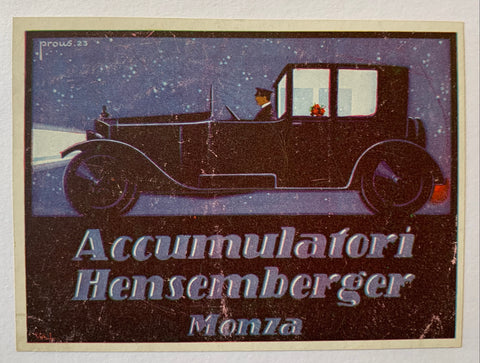 prous.23
Accumulatori
Hensemberger
Monza